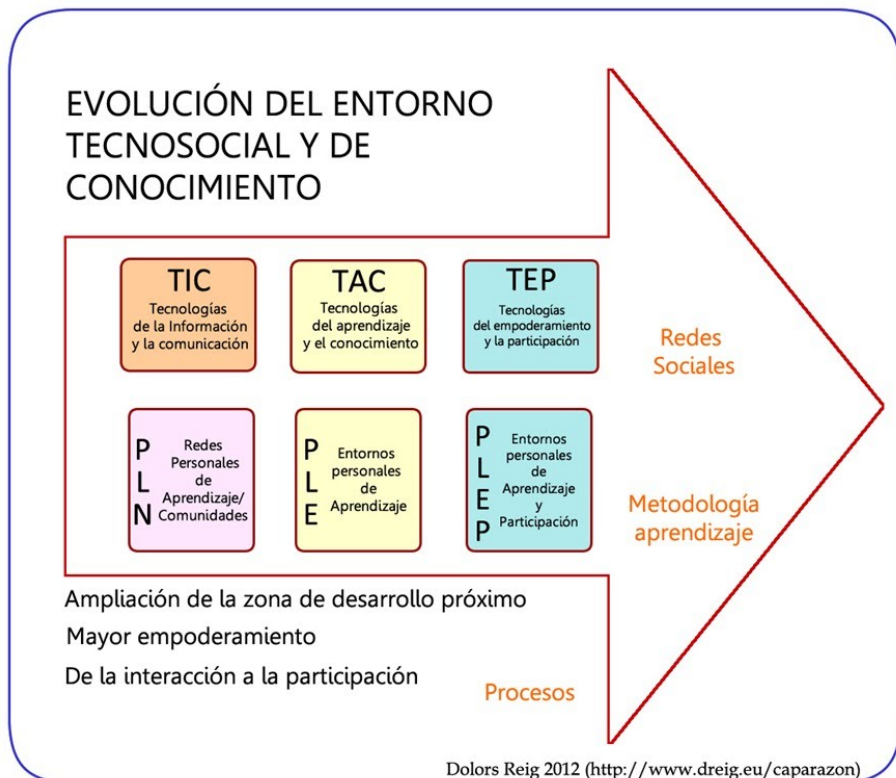 EVOLUCIÓN DEL ENTORNO
TECNOSOCIAL Y DE
CONOCIMIENTO
TIC
Tecnologías
de la Información
y la comunicación
TAC
Tecnologías
del aprendizaje
y el conocimiento
TEP
Tecnologías
del empoderamiento
y la participación
Redes
Sociales
PLN
Redes
Personales
de
Aprendizaje/
Comunidades
PLE
Entornos
personales
de
Aprendizaje
PLEP
Entornos
personales
de
Aprendizaje
y
Participación
Metodología
aprendizaje
Ampliación de la zona de desarrollo próximo
Mayor empoderamiento
De la interacción a la participación
Procesos
Dolors Reig 2012 (http://www.dreig.eu/caparazon)